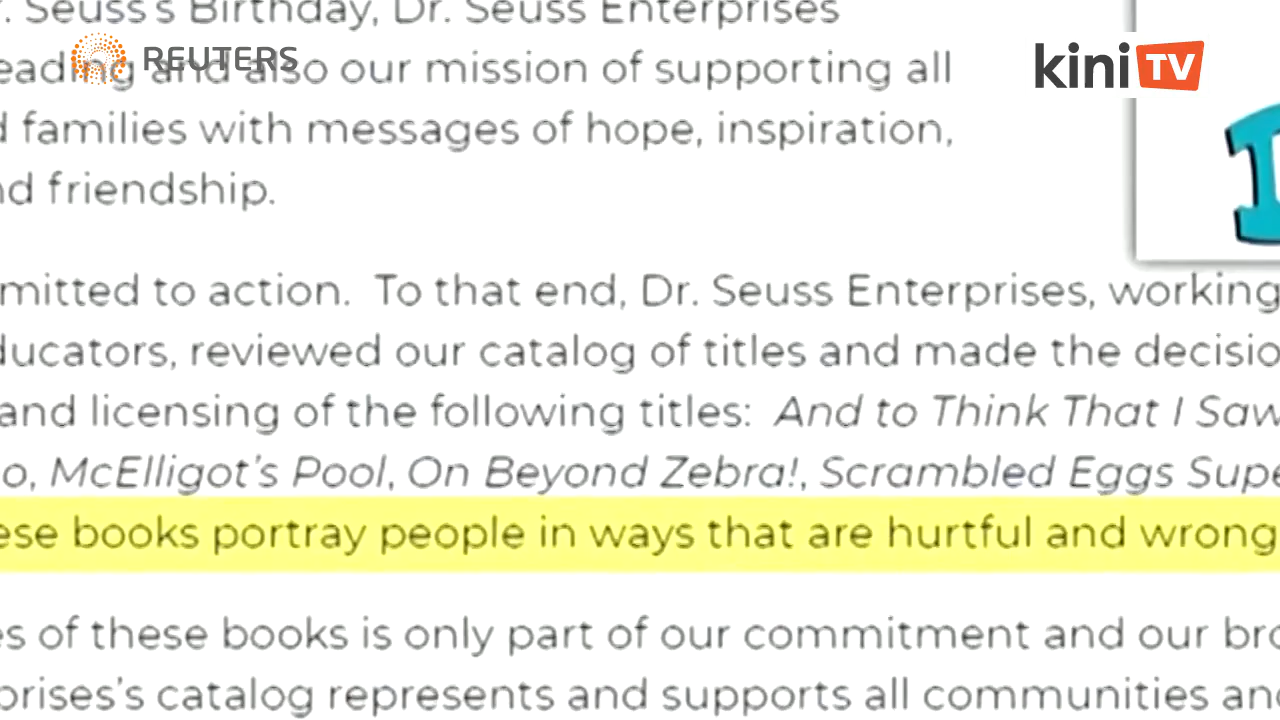 r. Seuss's Birthday, Dr. Seuss Enterprises
REUTERS
kini TV
eading and also our mission of supporting all
d families with messages of hope, inspiration,
nd friendship.
mmitted to action. To that end, Dr. Seuss Enterprises, working
ducators, reviewed our catalog of titles and made the decisio
and licensing of the following titles: And to Think That I Saw
o, McElligot's Pool, On Beyond Zebra!, Scrambled Eggs Supe
ese books portray people in ways that are hurtful and wrong
es of these books is only part of our commitment and our bro
prises's catalog represents and supports all communities and